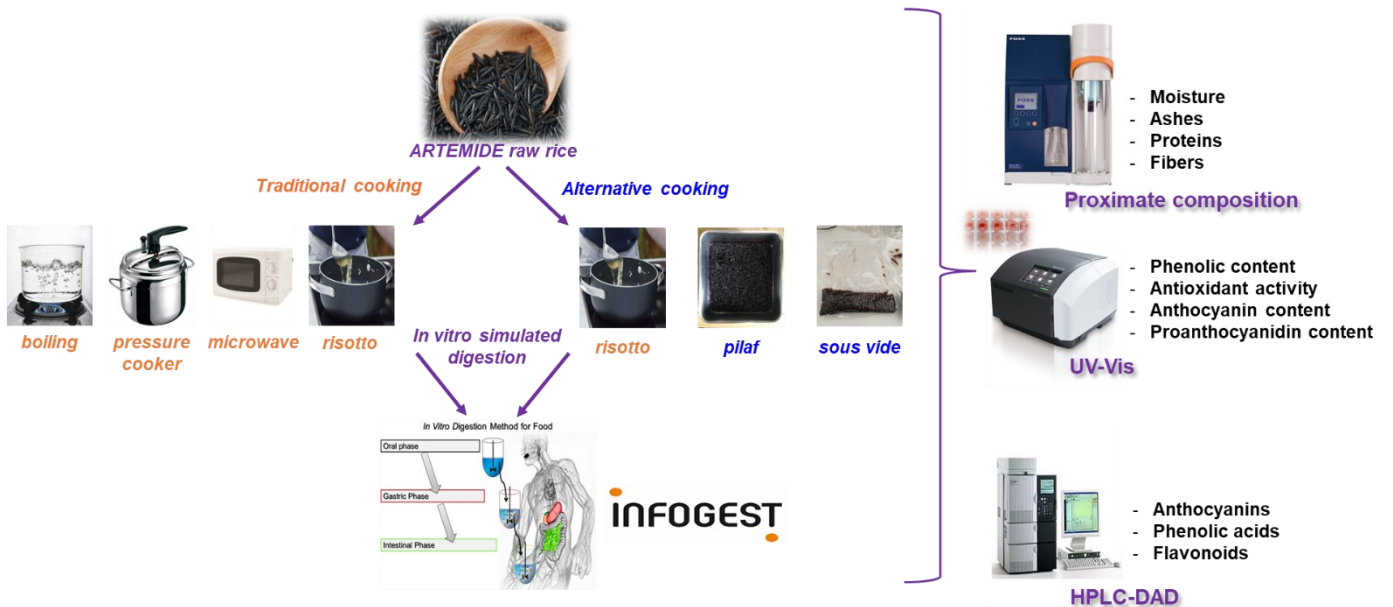 ARTEMIDE raw rice
Traditional cooking
Alternative cooking
boiling
pressure
cooker
microwave
risotto
In vitro simulated
digestion
risotto
pilaf
sous vide
In Vitro Digestion Method for Food
Oral phase
Gastric Phase
Intestinal Phase
INFOGEST
FOSS
FOSS
- Moisture
- Ashes
- Proteins
- Fibers
Proximate composition
- Phenolic content
- Antioxidant activity
- Anthocyanin content
- Proanthocyanidin content
UV-Vis
- Anthocyanins
- Phenolic acids
- Flavonoids
HPLC-DAD